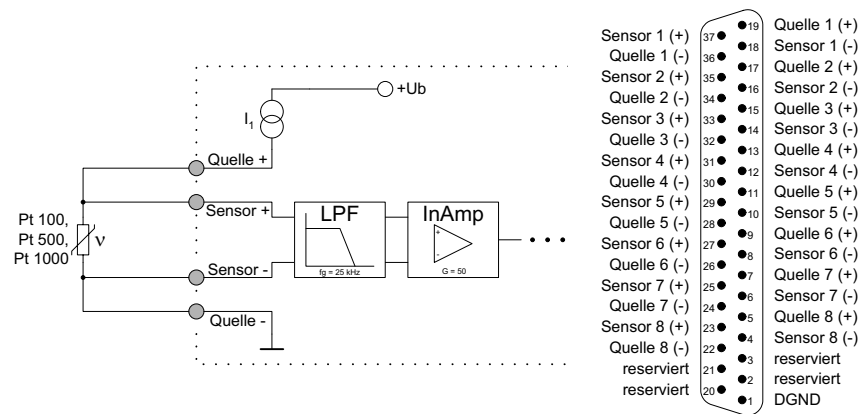 +Ub
I1
Quelle +
Sensor +
LPF
InAmp
Pt 100,
Pt 500,
Pt 1000
ν
+
-
fg = 25 kHz
G = 50
Sensor -
Quelle -
Sensor 1 (+) 37
Quelle 1 (-) 36
Sensor 2 (+) 35
Quelle 2 (-) 34
Sensor 3 (+) 33
Quelle 3 (-) 32
Sensor 4 (+) 31
Quelle 4 (-) 30
Sensor 5 (+) 29
Quelle 5 (-) 28
Sensor 6 (+) 27
Quelle 6 (-) 26
Sensor 7 (+) 25
Quelle 7 (-) 24
Sensor 8 (+) 23
Quelle 8 (-) 22
reserviert 21
reserviert 20
19 Quelle 1 (+)
18 Sensor 1 (-)
17 Quelle 2 (+)
16 Sensor 2 (-)
15 Quelle 3 (+)
14 Sensor 3 (-)
13 Quelle 4 (+)
12 Sensor 4 (-)
11 Quelle 5 (+)
10 Sensor 5 (-)
9 Quelle 6 (+)
8 Sensor 6 (-)
7 Quelle 7 (+)
6 Sensor 7 (-)
5 Quelle 8 (+)
4 Sensor 8 (-)
3 reserviert
2 reserviert
1 DGND